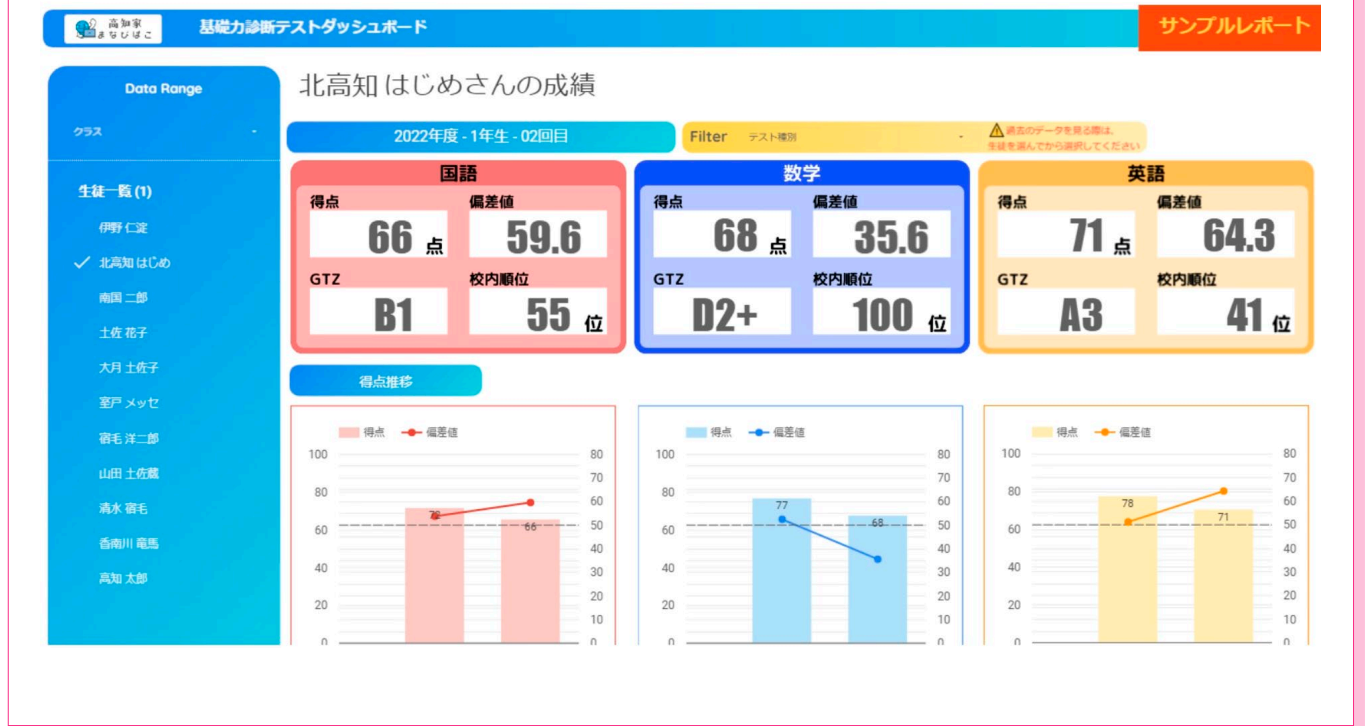 高知家
まなびばこ
基礎力診断テストダッシュボード
サンプルレポート
Data Range
クラス
生徒一覧 (1)
伊野 仁淀
北高知 はじめ
南国 二郎
土佐 花子
大月 土佐子
室戸 メッセ
宿毛 洋二郎
山田 土佐蔵
清水 宿毛
香南川 竜馬
高知 太郎
北高知 はじめさんの成績
2022年度 - 1年生 - 02回目
Filter テスト種別
過去のデータを見る際は、
生徒を選んでから選択してください
国語
得点 偏差値
66 点 59.6
GTZ 校内順位
B1 55 位
数学
得点 偏差値
68 点 35.6
GTZ 校内順位
D2+ 100 位
英語
得点 偏差値
71 点 64.3
GTZ 校内順位
A3 41 位
得点推移
得点 偏差値
100 80
70
80 60
66
60 50
40
40 30
20 20
10
0 0
得点 偏差値
100 80
70
80 60
77
68
60 50
40
40 30
20 20
10
0 0
得点 偏差値
100 80
70
80 60
78
71
60 50
40
40 30
20 20
10
0 0